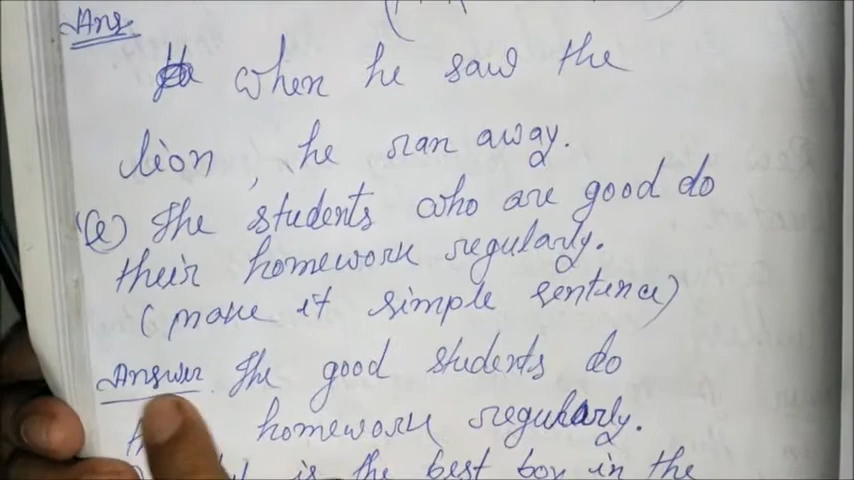 Ans
when he saw the
lion, he ran away.
(e) The students who are good do
their homework regularly.
(make it simple sentence)
Answer The good students do
homework regularly.
is the best boy in the